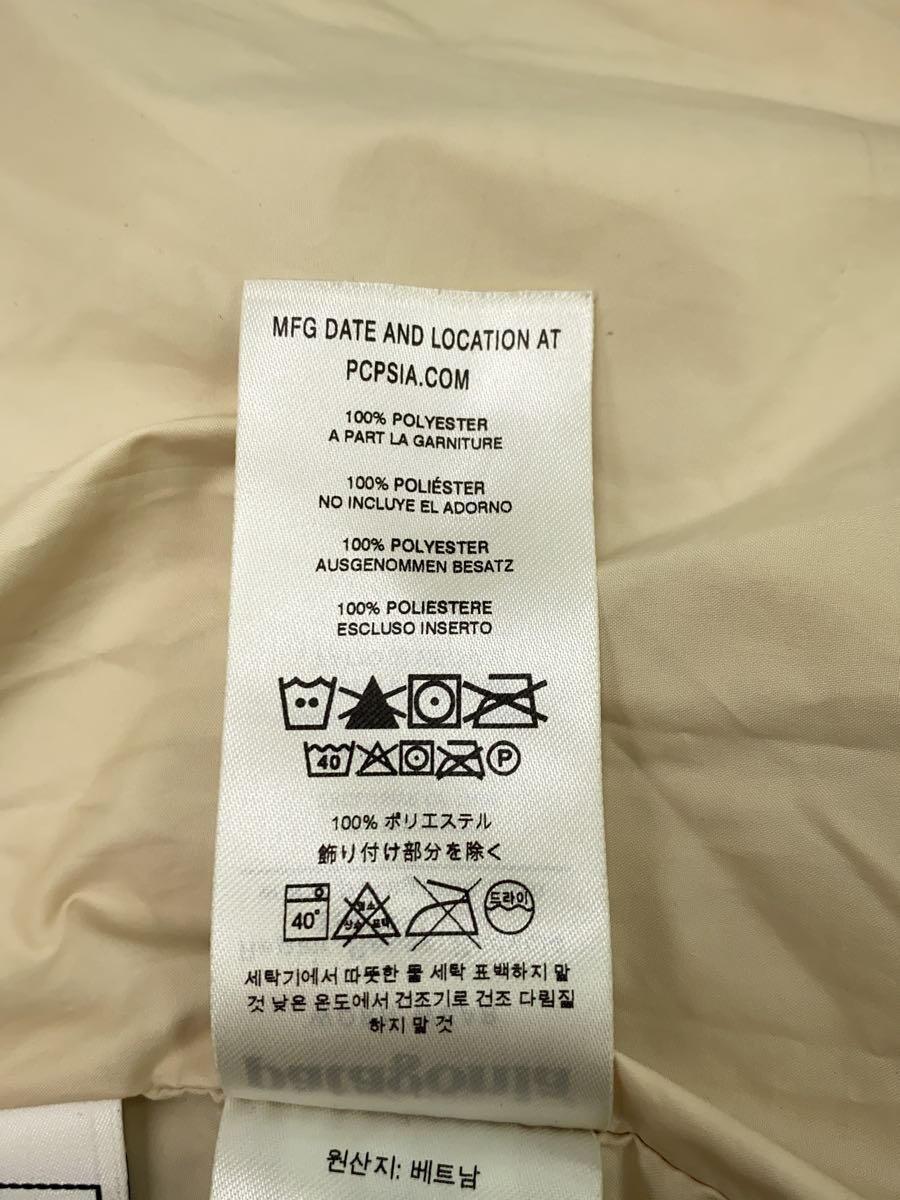 MFG DATE AND LOCATION AT
PCPSIA.COM
100% POLYESTER
A PART LA GARNITURE
100% POLIÉSTER
NO INCLUYE EL ADORNO
100% POLYESTER
AUSGENOMMEN BESATZ
100% POLIESTERE
ESCLUSO INSERTO
40
P
100% ポリエステル
飾り付け部分を除く
40°
드라이
세탁기에서 따뜻한 물 세탁 표백하지 말
것 낮은 온도에서 건조기로 건조 다림질
하지 말 것
patagonia
원산지: 베트남